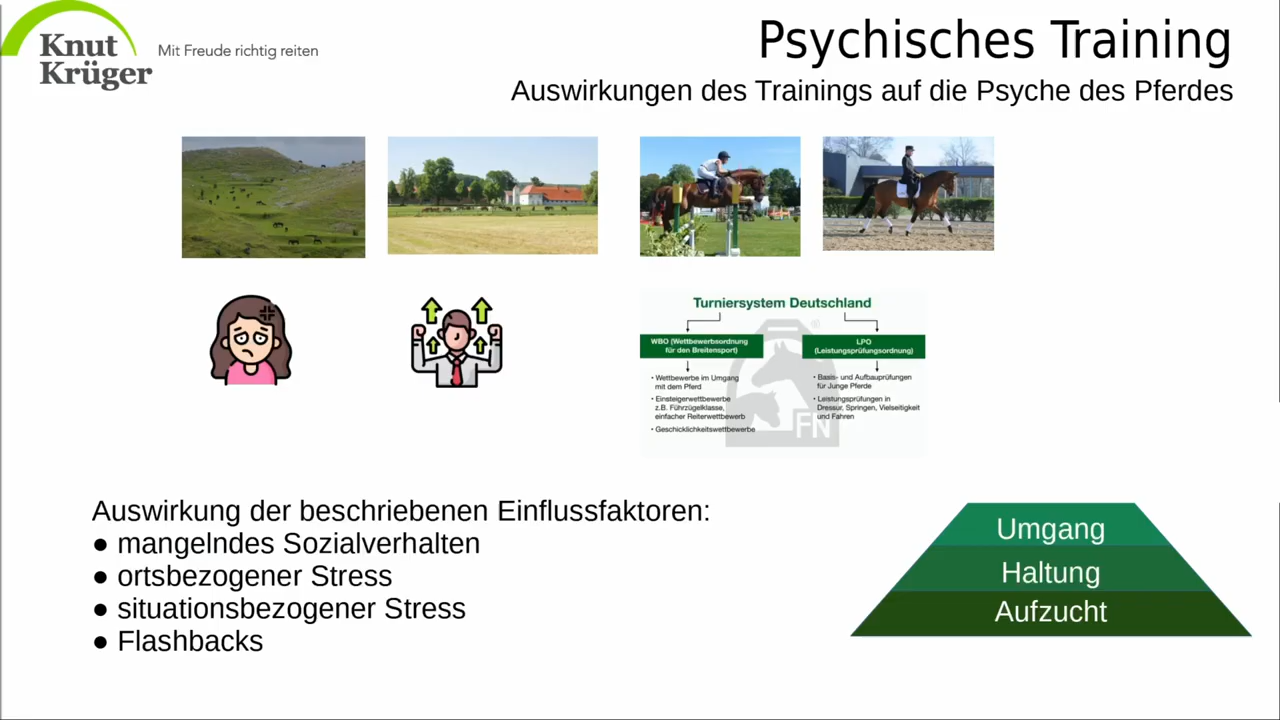 Knut
Krüger
Mit Freude richtig reiten
Psychisches Training
Auswirkungen des Trainings auf die Psyche des Pferdes
Turniersystem Deutschland
WBO (Wettbewerbsordnung
für den Breitensport)
• Wettbewerbe im Umgang
mit dem Pferd
• Einsteigerwettbewerbe
z.B. Führzügelklasse,
einfacher Reiterwettbewerb
• Geschicklichkeitswettbewerbe
LPO
(Leistungsprüfungsordnung)
• Basis- und Aufbauprüfungen
für Junge Pferde
• Leistungsprüfungen in
Dressur, Springen, Vielseitigkeit
und Fahren
®
FN
Auswirkung der beschriebenen Einflussfaktoren:
● mangelndes Sozialverhalten
● ortsbezogener Stress
● situationsbezogener Stress
● Flashbacks
Umgang
Haltung
Aufzucht